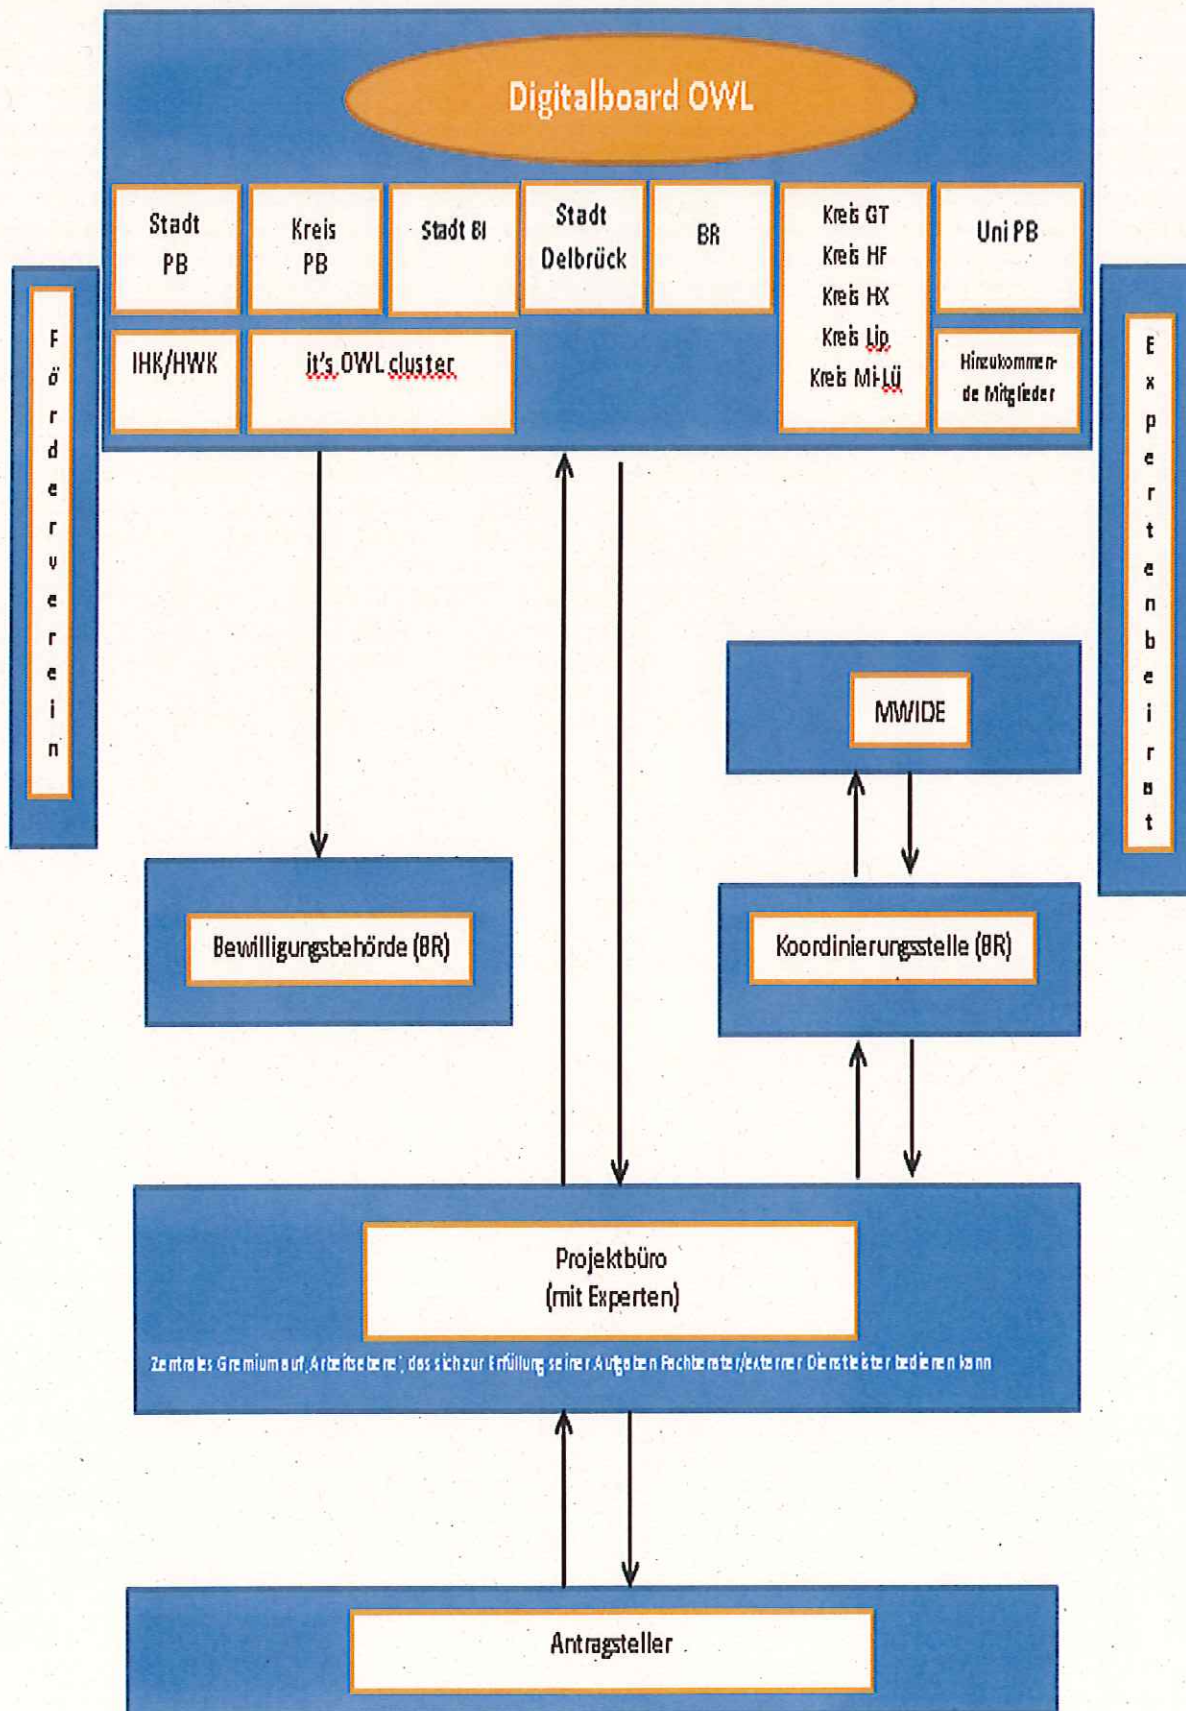 Digitalboard OWL
Stadt
PB
Kreis
PB
Stadt BI
Stadt
Delbrück
BR
Kreis GT
Kreis HF
Kreis HX
Kreis Lip
Kreis Mi-Lü
Uni PB
IHK/HWK
it's OWL cluster
Hinzukommen-
de Mitglieder
Förderverein
Expertenbeirat
MWIDE
Bewilligungsbehörde (BR)
Koordinierungsstelle (BR)
Projektbüro
(mit Experten)
Zentrales Gremium auf „Arbeitsebene“, das sich zur Erfüllung seiner Aufgaben Fachberater/externer Dienstleister bedienen kann
Antragsteller